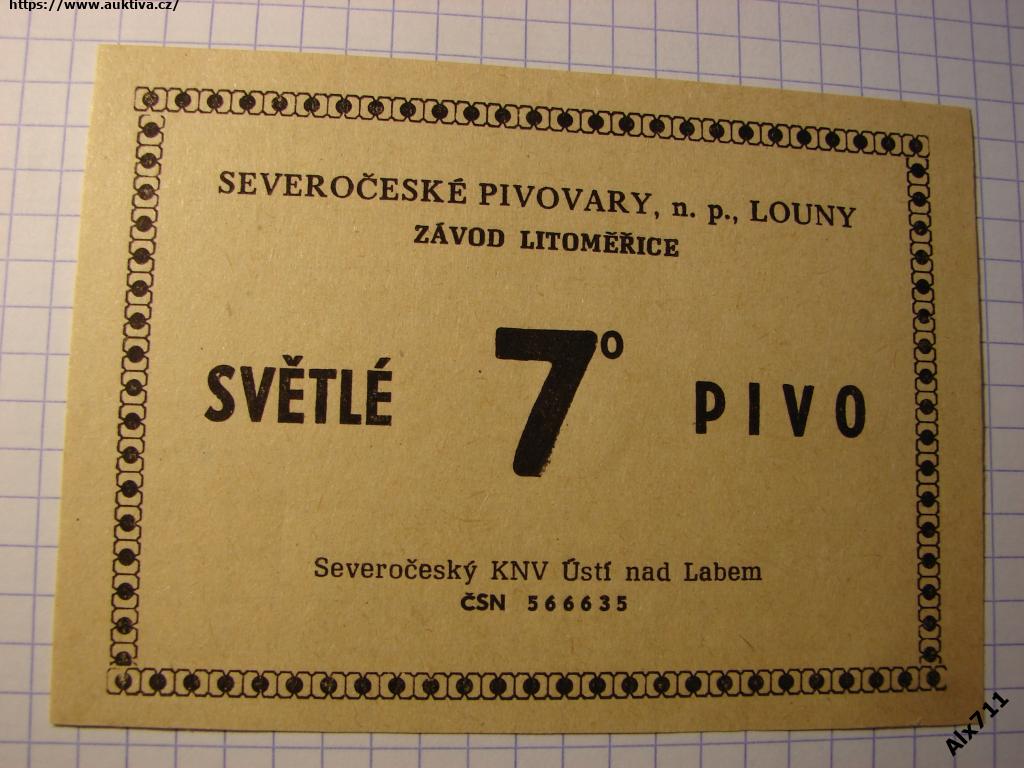 https://www.auktiva.cz/
SEVEROČESKÉ PIVOVARY, n. p., LOUNY
ZÁVOD LITOMĚŘICE
SVĚTLÉ 7° PIVO
Severočeský KNV Ústí nad Labem
ČSN 566635
Alx711